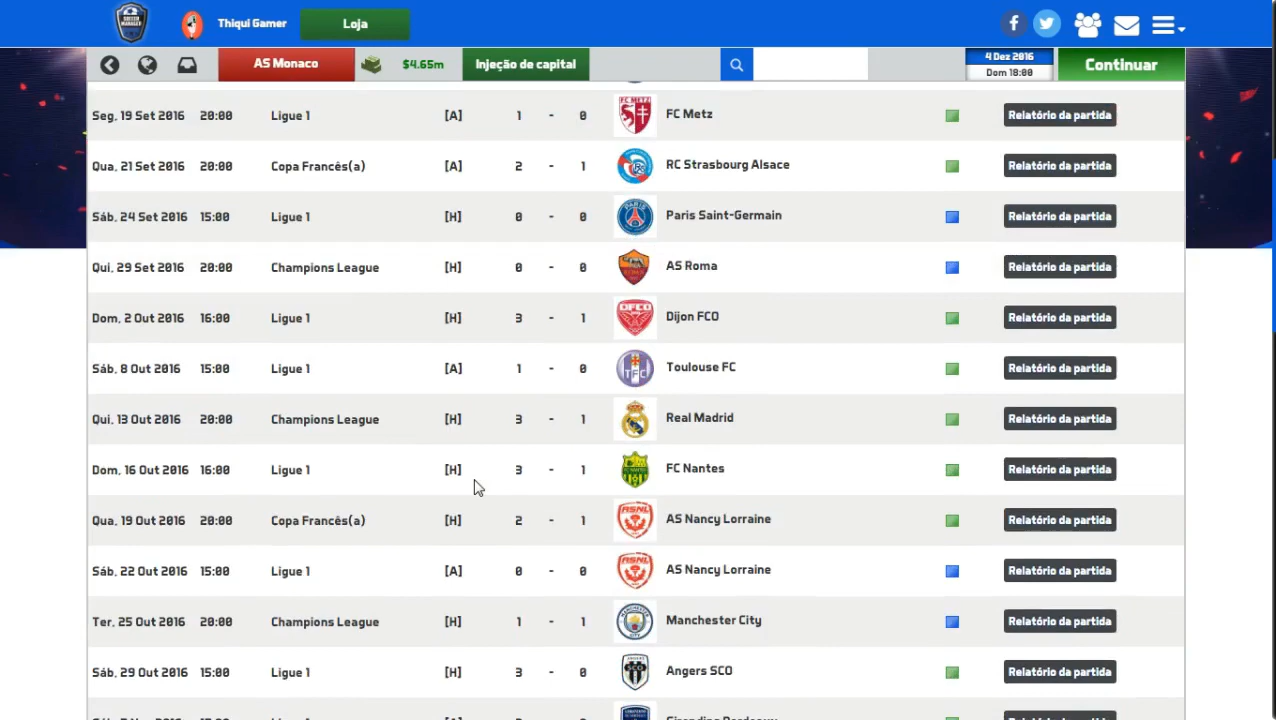 Thiqui Gamer Loja
AS Monaco $4.65m Injeção de capital 4 Dez 2016 Dom 18:00 Continuar
Seg, 19 Set 2016 20:00 Ligue 1 [A] 1 - 0 FC Metz Relatório da partida
Qua, 21 Set 2016 20:00 Copa Francês(a) [A] 2 - 1 RC Strasbourg Alsace Relatório da partida
Sáb, 24 Set 2016 15:00 Ligue 1 [H] 0 - 0 Paris Saint-Germain Relatório da partida
Qui, 29 Set 2016 20:00 Champions League [H] 0 - 0 AS Roma Relatório da partida
Dom, 2 Out 2016 15:00 Ligue 1 [H] 3 - 1 Dijon FCO Relatório da partida
Sáb, 8 Out 2016 15:00 Ligue 1 [A] 1 - 0 Toulouse FC Relatório da partida
Qui, 13 Out 2016 20:00 Champions League [H] 3 - 1 Real Madrid Relatório da partida
Dom, 16 Out 2016 16:00 Ligue 1 [H] 3 - 1 FC Nantes Relatório da partida
Qua, 19 Out 2016 20:00 Copa Francês(a) [H] 2 - 1 AS Nancy Lorraine Relatório da partida
Sáb, 22 Out 2016 15:00 Ligue 1 [A] 0 - 0 AS Nancy Lorraine Relatório da partida
Ter, 25 Out 2016 20:00 Champions League [H] 1 - 1 Manchester City Relatório da partida
Sáb, 29 Out 2016 15:00 Ligue 1 [H] 3 - 0 Angers SCO Relatório da partida